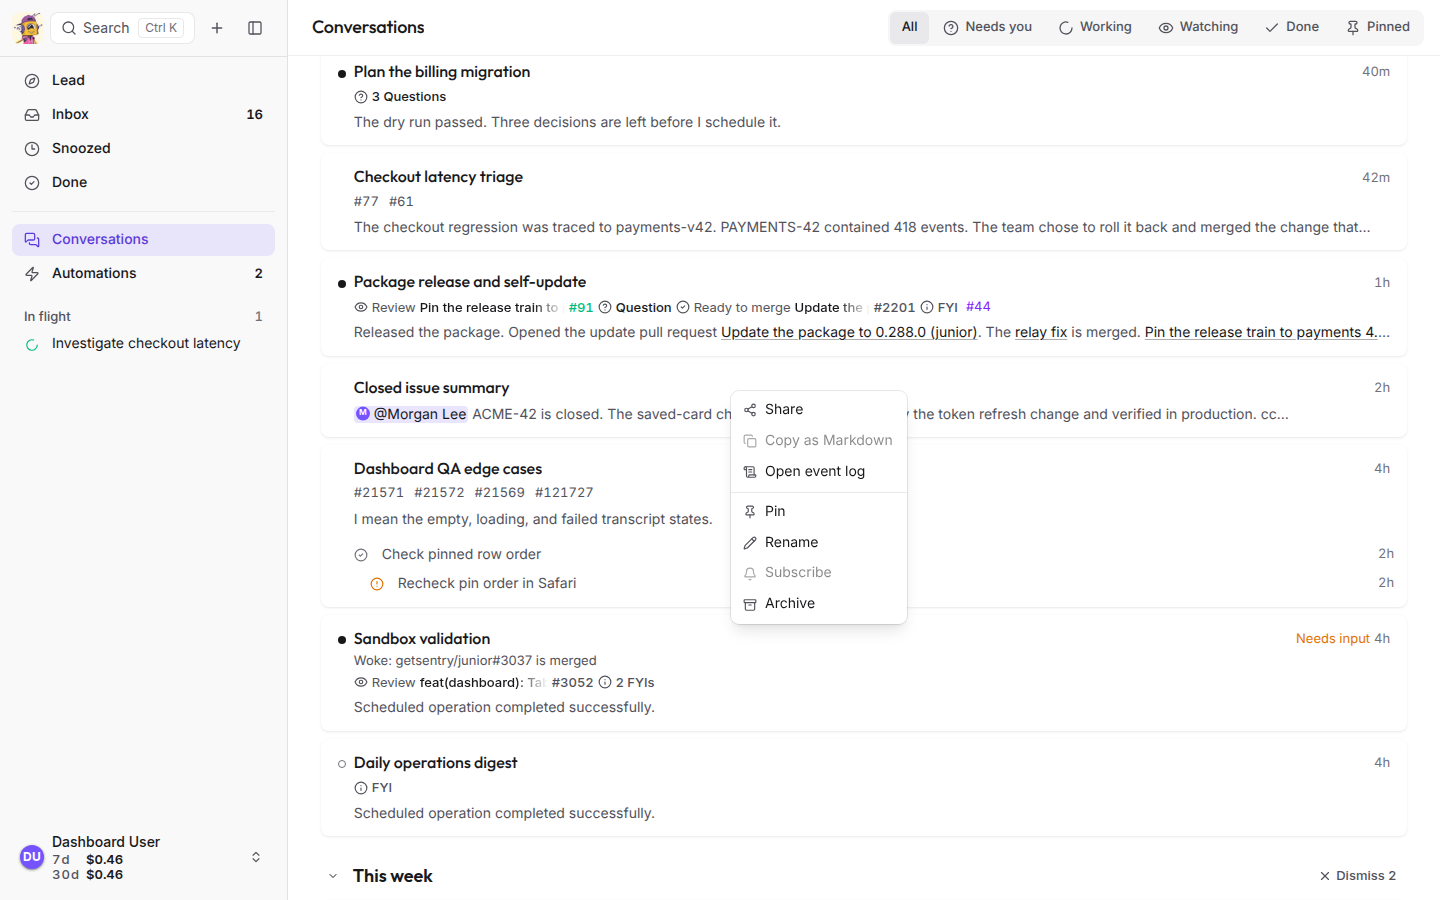 Search Ctrl K
Lead
Inbox 16
Snoozed
Done
Conversations
Automations 2
In flight 1
Investigate checkout latency
Dashboard User
DU
7d $0.46
30d $0.46
Conversations
All Needs you Working Watching Done Pinned
Plan the billing migration 40m
3 Questions
The dry run passed. Three decisions are left before I schedule it.
Checkout latency triage 42m
#77 #61
The checkout regression was traced to payments-v42. PAYMENTS-42 contained 418 events. The team chose to roll it back and merged the change that...
Package release and self-update 1h
Review Pin the release train to #91 Question Ready to merge Update the #2201 FYI #44
Released the package. Opened the update pull request Update the package to 0.288.0 (junior). The relay fix is merged. Pin the release train to payments 4....
Closed issue summary 2h
M @Morgan Lee ACME-42 is closed. The saved-card ch y the token refresh change and verified in production. cc...
Share
Copy as Markdown
Open event log
Pin
Rename
Subscribe
Archive
Dashboard QA edge cases 4h
#21571 #21572 #21569 #121727
I mean the empty, loading, and failed transcript states.
Check pinned row order 2h
Recheck pin order in Safari 2h
Sandbox validation Needs input 4h
Woke: getsentry/junior#3037 is merged
Review feat(dashboard): Tal #3052 2 FYIs
Scheduled operation completed successfully.
Daily operations digest 4h
FYI
Scheduled operation completed successfully.
This week Dismiss 2